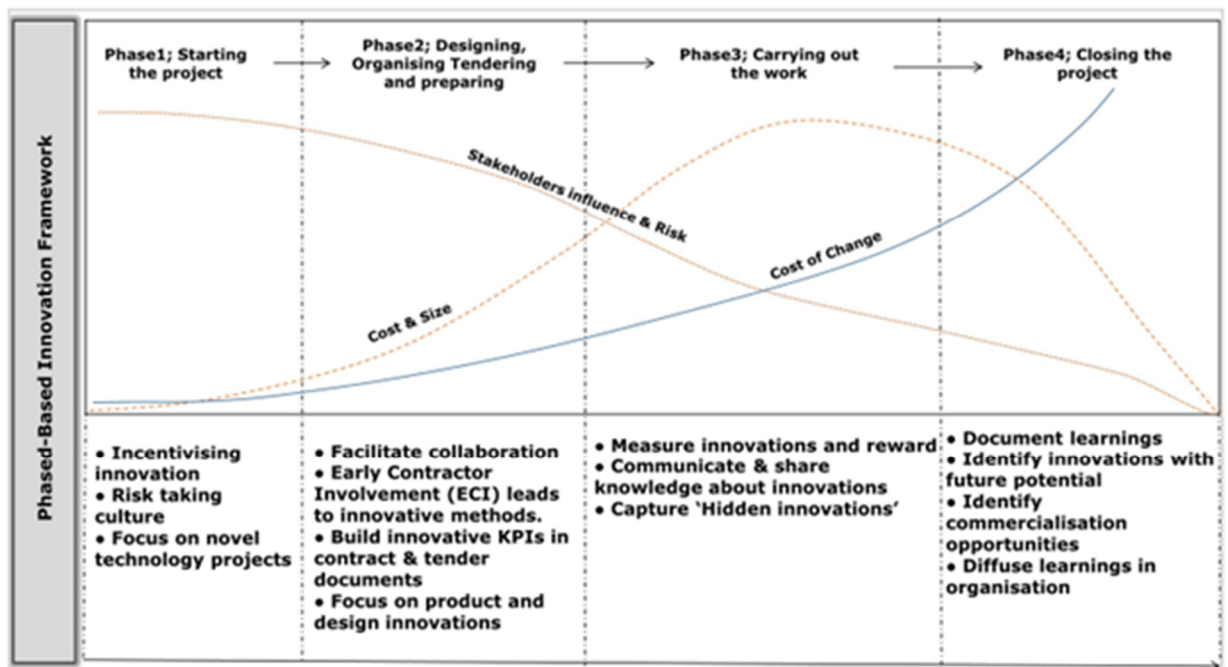 Phased-Based Innovation Framework
Phase1; Starting
the project
Phase2; Designing,
Organising Tendering
and preparing
Phase3; Carrying out
the work
Phase4; Closing the
project
Stakeholders influence & Risk
Cost of Change
Cost & Size
• Incentivising
innovation
• Risk taking
culture
• Focus on novel
technology projects
• Facilitate collaboration
• Early Contractor
Involvement (ECI) leads
to innovative methods.
• Build innovative KPIs in
contract & tender
documents
• Focus on product and
design innovations
• Measure innovations and reward
• Communicate & share
knowledge about innovations
• Capture ‘Hidden innovations’
• Document learnings
• Identify innovations with
future potential
• Identify
commercialisation
opportunities
• Diffuse learnings in
organisation